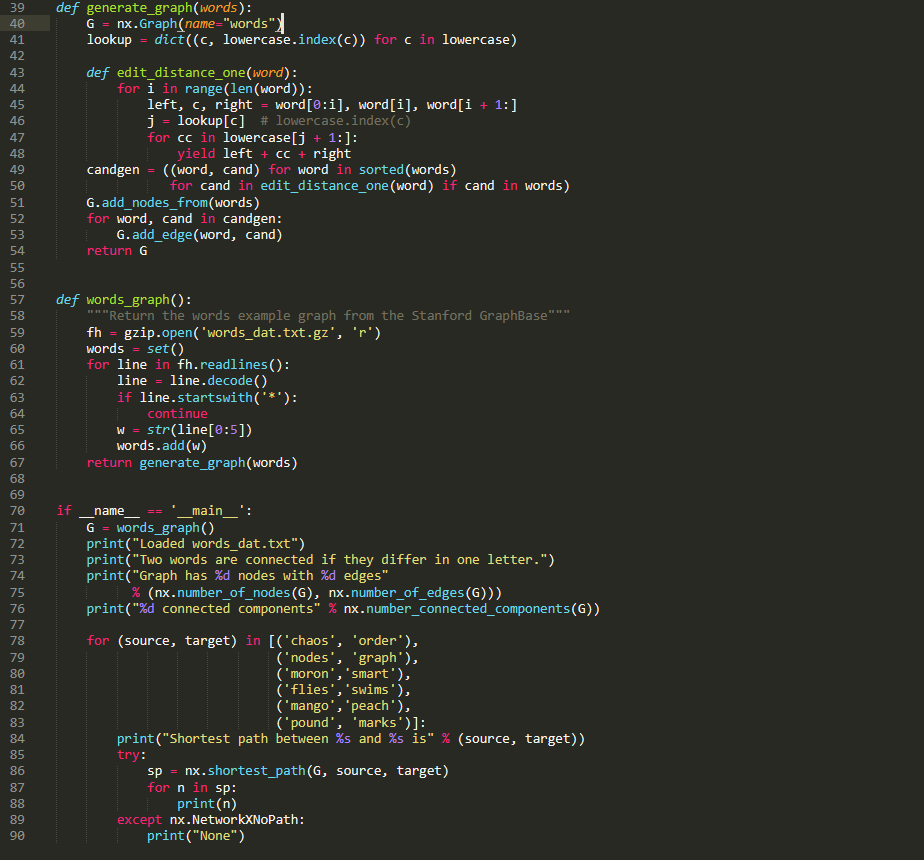 39 def generate_graph(words):
40     G = nx.Graph(name="words")
41     lookup = dict((c, lowercase.index(c)) for c in lowercase)
42
43     def edit_distance_one(word):
44         for i in range(len(word)):
45             left, c, right = word[0:i], word[i], word[i + 1:]
46             j = lookup[c]  # lowercase.index(c)
47             for cc in lowercase[j + 1:]:
48                 yield left + cc + right
49     candgen = ((word, cand) for word in sorted(words)
50                for cand in edit_distance_one(word) if cand in words)
51     G.add_nodes_from(words)
52     for word, cand in candgen:
53         G.add_edge(word, cand)
54     return G
55
56
57 def words_graph():
58     """Return the words example graph from the Stanford GraphBase"""
59     fh = gzip.open('words_dat.txt.gz', 'r')
60     words = set()
61     for line in fh.readlines():
62         line = line.decode()
63         if line.startswith('*'):
64             continue
65         w = str(line[0:5])
66         words.add(w)
67     return generate_graph(words)
68
69
70 if __name__ == '__main__':
71     G = words_graph()
72     print("Loaded words_dat.txt")
73     print("Two words are connected if they differ in one letter.")
74     print("Graph has %d nodes with %d edges"
75           % (nx.number_of_nodes(G), nx.number_of_edges(G)))
76     print("%d connected components" % nx.number_connected_components(G))
77
78     for (source, target) in [('chaos', 'order'),
79                              ('nodes', 'graph'),
80                              ('moron','smart'),
81                              ('flies','swims'),
82                              ('mango','peach'),
83                              ('pound', 'marks')]:
84         print("Shortest path between %s and %s is" % (source, target))
85         try:
86             sp = nx.shortest_path(G, source, target)
87             for n in sp:
88                 print(n)
89         except nx.NetworkXNoPath:
90             print("None")